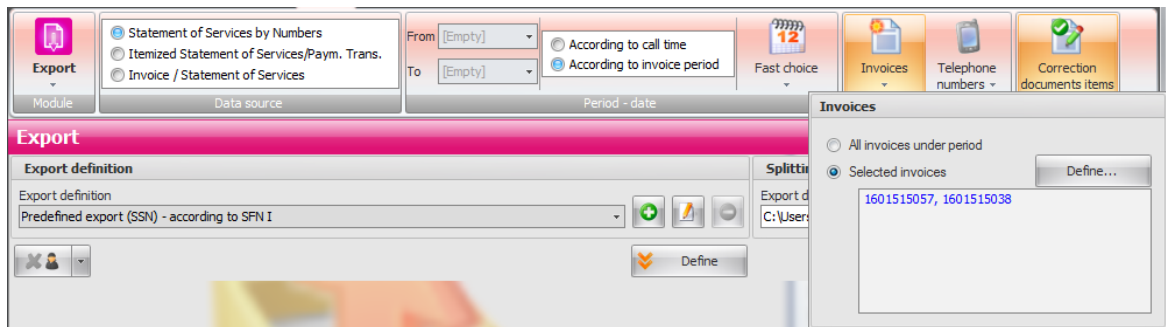 Export
Module
Statement of Services by Numbers
Itemized Statement of Services/Paym. Trans.
Invoice / Statement of Services
Data source
From [Empty]
To [Empty]
According to call time
According to invoice period
Period - date
12
Fast choice
Invoices
Telephone
numbers
Correction
documents items
Invoices
All invoices under period
Selected invoices
Define...
1601515057, 1601515038
Export
Export definition
Export definition
Predefined export (SSN) - according to SFN I
Define
Export d
C:\Users